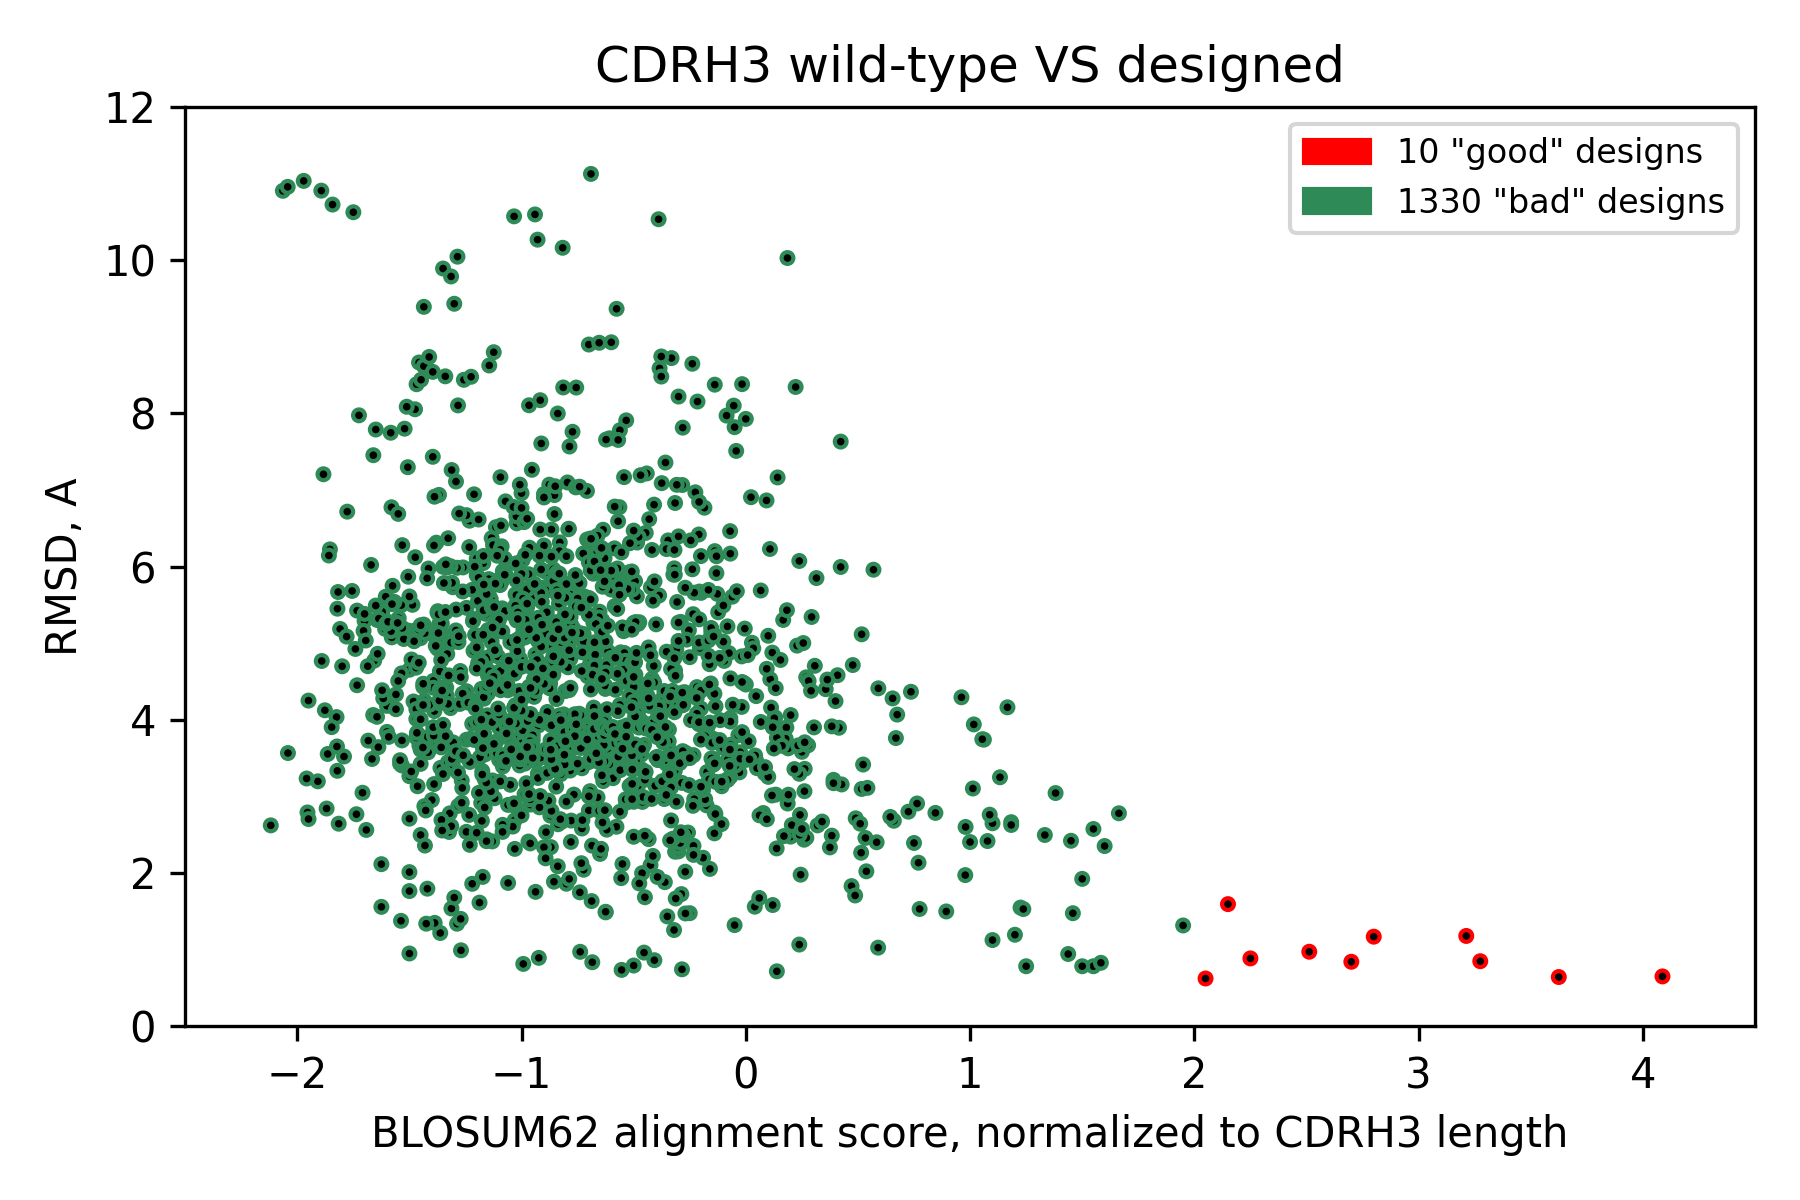 CDRH3 wild-type VS designed
12
10
8
6
4
2
0
RMSD, A
10 "good" designs
1330 "bad" designs
−2
−1
0
1
2
3
4
BLOSUM62 alignment score, normalized to CDRH3 length